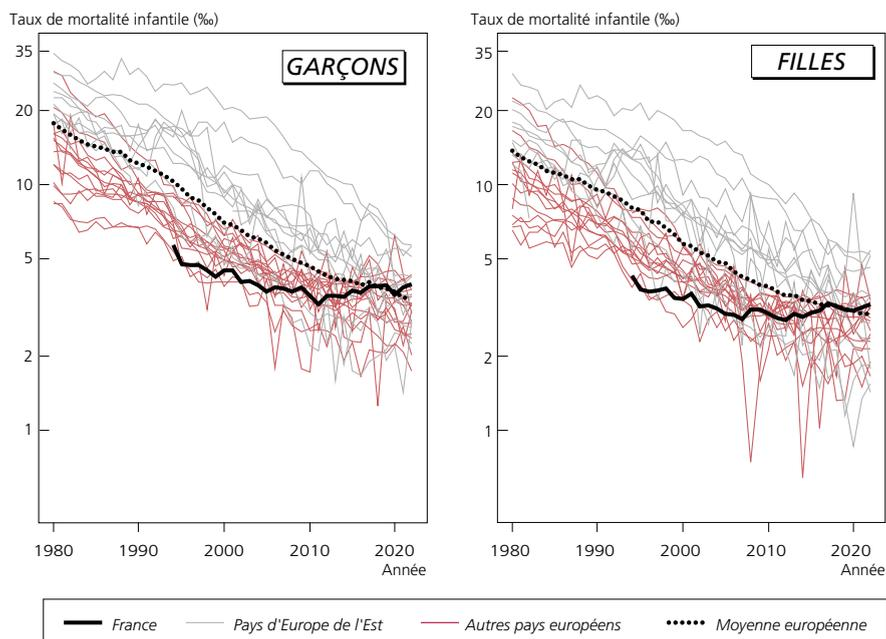 Taux de mortalité infantile (‰)
GARÇONS
35
20
10
5
2
1
1980 1990 2000 2010 2020
Année
Taux de mortalité infantile (‰)
FILLES
35
20
10
5
2
1
1980 1990 2000 2010 2020
Année
France Pays d'Europe de l'Est Autres pays européens Moyenne européenne